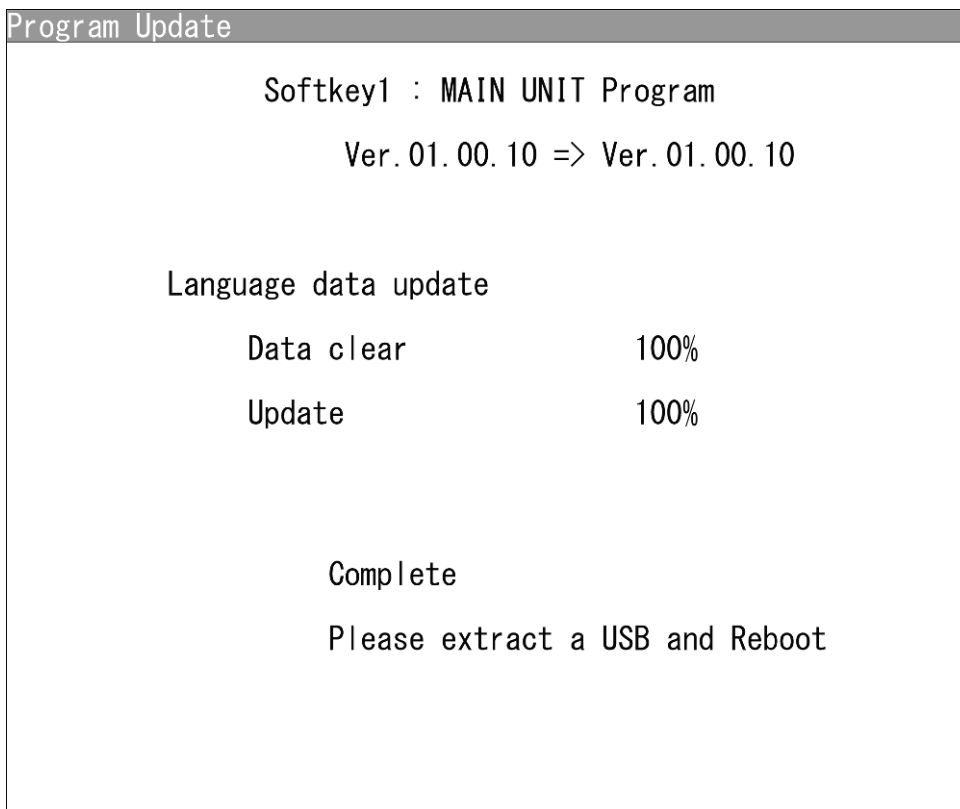 Program Update
Softkey1 : MAIN UNIT Program
Ver.01.00.10 => Ver.01.00.10
Language data update
Data clear 100%
Update 100%
Complete
Please extract a USB and Reboot